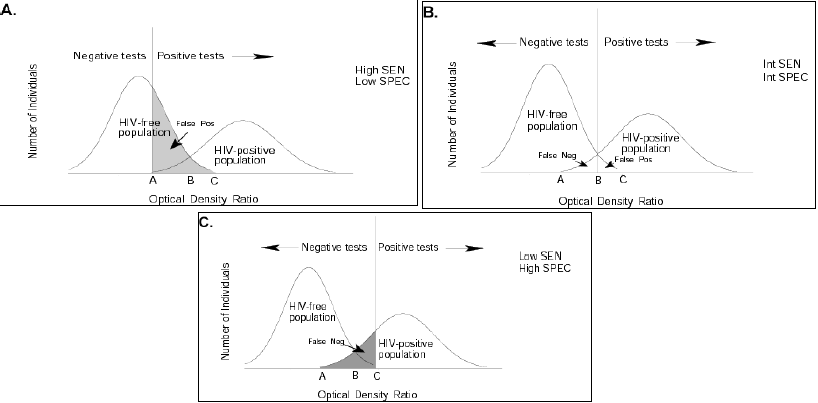 A.
Negative tests
Positive tests
High SEN
Low SPEC
Number of Individuals
HIV-free
population
False Pos
HIV-positive
population
A
B
C
Optical Density Ratio
B.
Negative tests
Positive tests
Int SEN
Int SPEC
Number of Individuals
HIV-free
population
HIV-positive
population
False Neg
False Pos
A
B
C
Optical Density Ratio
C.
Negative tests
Positive tests
Low SEN
High SPEC
Number of Individuals
HIV-free
population
False Neg
HIV-positive
population
A
B
C
Optical Density Ratio